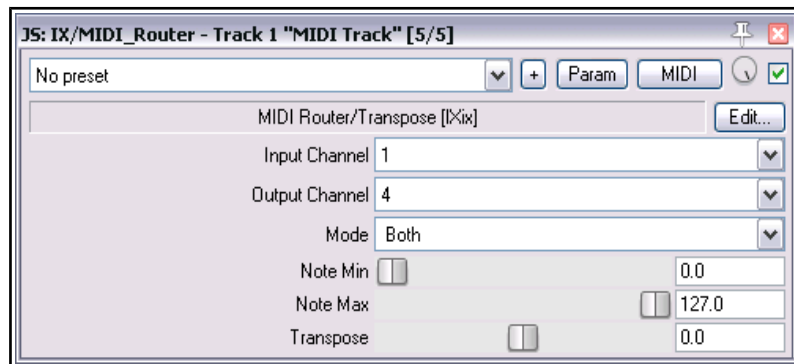 JS: IX/MIDI_Router - Track 1 "MIDI Track" [5/5]
No preset + Param MIDI
MIDI Router/Transpose [IXix] Edit...
Input Channel 1
Output Channel 4
Mode Both
Note Min 0.0
Note Max 127.0
Transpose 0.0